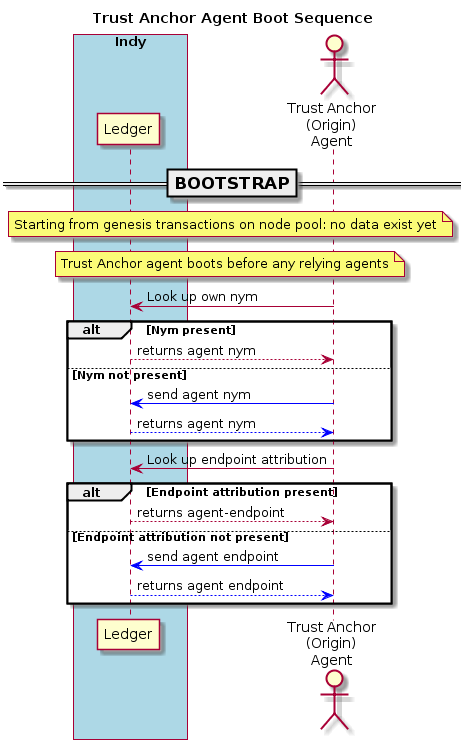 Trust Anchor Agent Boot Sequence
Indy
Trust Anchor
(Origin)
Agent
Ledger
BOOTSTRAP
Starting from genesis transactions on node pool: no data exist yet
Trust Anchor agent boots before any relying agents
Look up own nym
alt [Nym present]
returns agent nym
[Nym not present]
send agent nym
returns agent nym
Look up endpoint attribution
alt [Endpoint attribution present]
returns agent-endpoint
[Endpoint attribution not present]
send agent endpoint
returns agent endpoint
Ledger
Trust Anchor
(Origin)
Agent